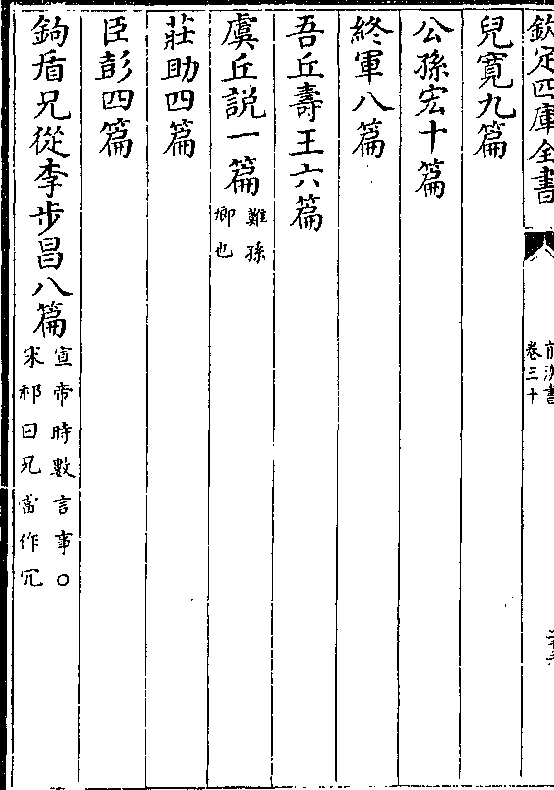 欽定四庫全書
前漢書
卷三十
兒寛九篇
公孫宏十篇
終軍八篇
吾丘壽王六篇
虞丘説一篇 難孫卿也
莊助四篇
臣彭四篇
鉤盾兄從李步昌八篇 宣帝時數言事○宋祁曰兄當作冗